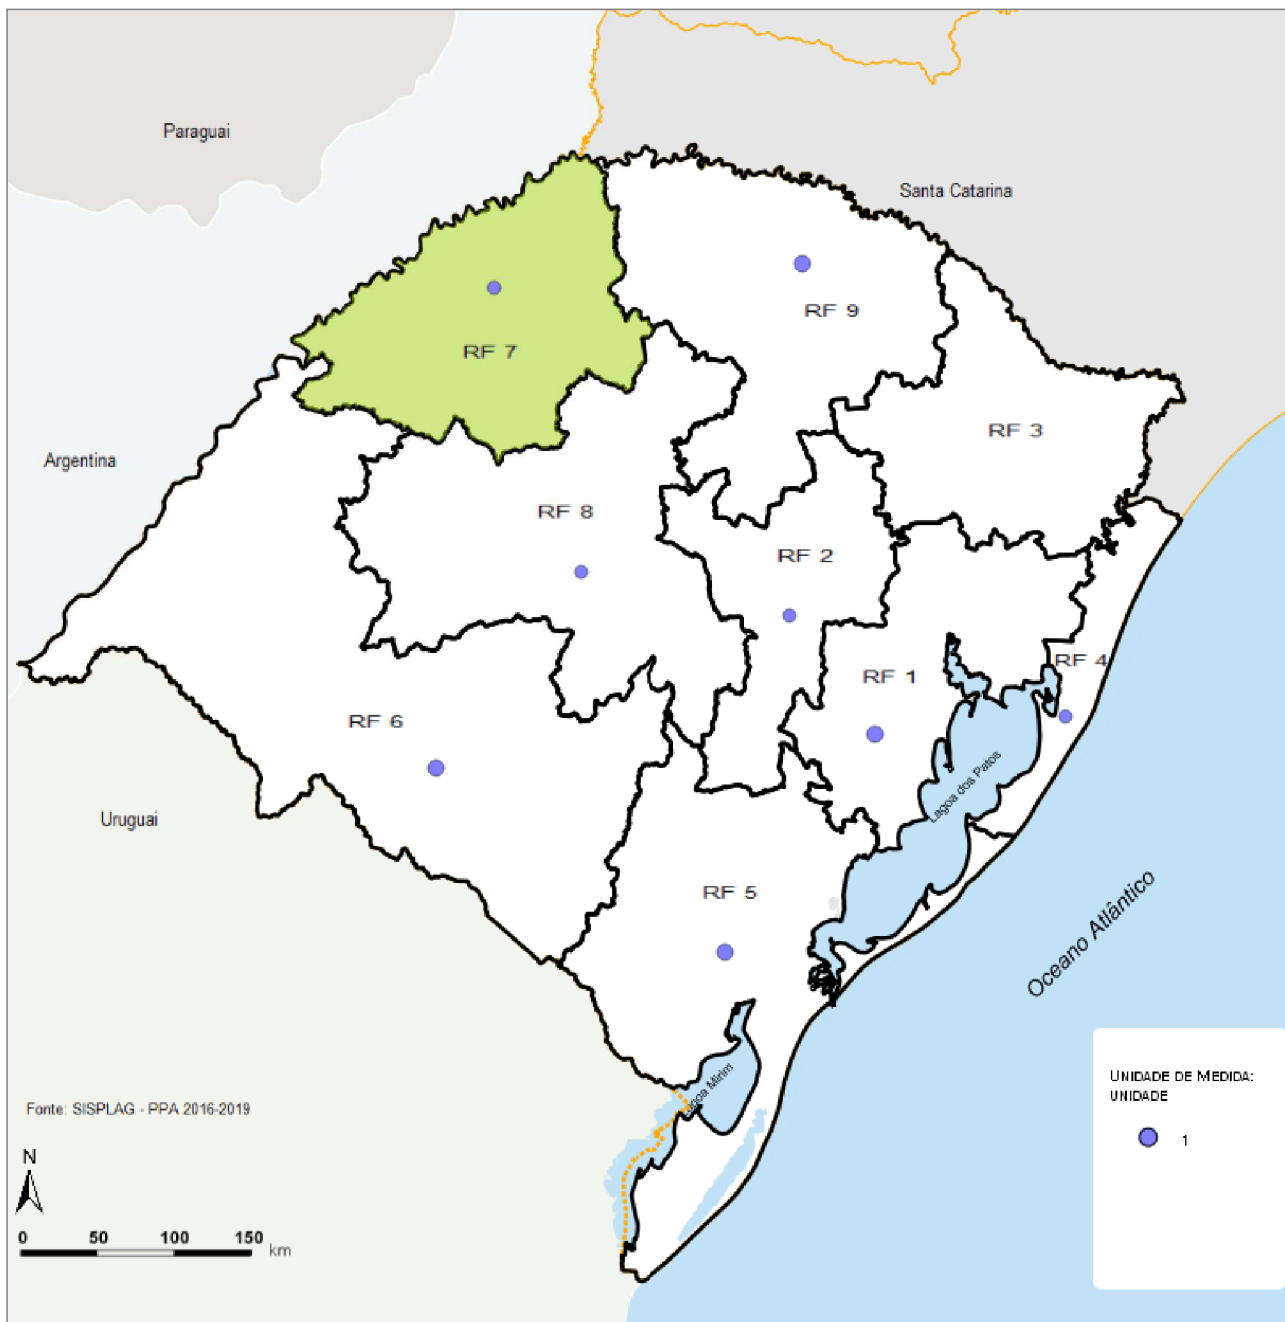 Paraguai
Santa Catarina
RF 9
RF 7
RF 3
Argentina
RF 8
RF 2
RF 4
RF 1
RF 6
Lagoa dos Patos
Uruguai
RF 5
Oceano Atlântico
Lagoa Mirim
UNIDADE DE MEDIDA:
UNIDADE
1
Fonte: SISPLAG - PPA 2016-2019
N
0 50 100 150 km